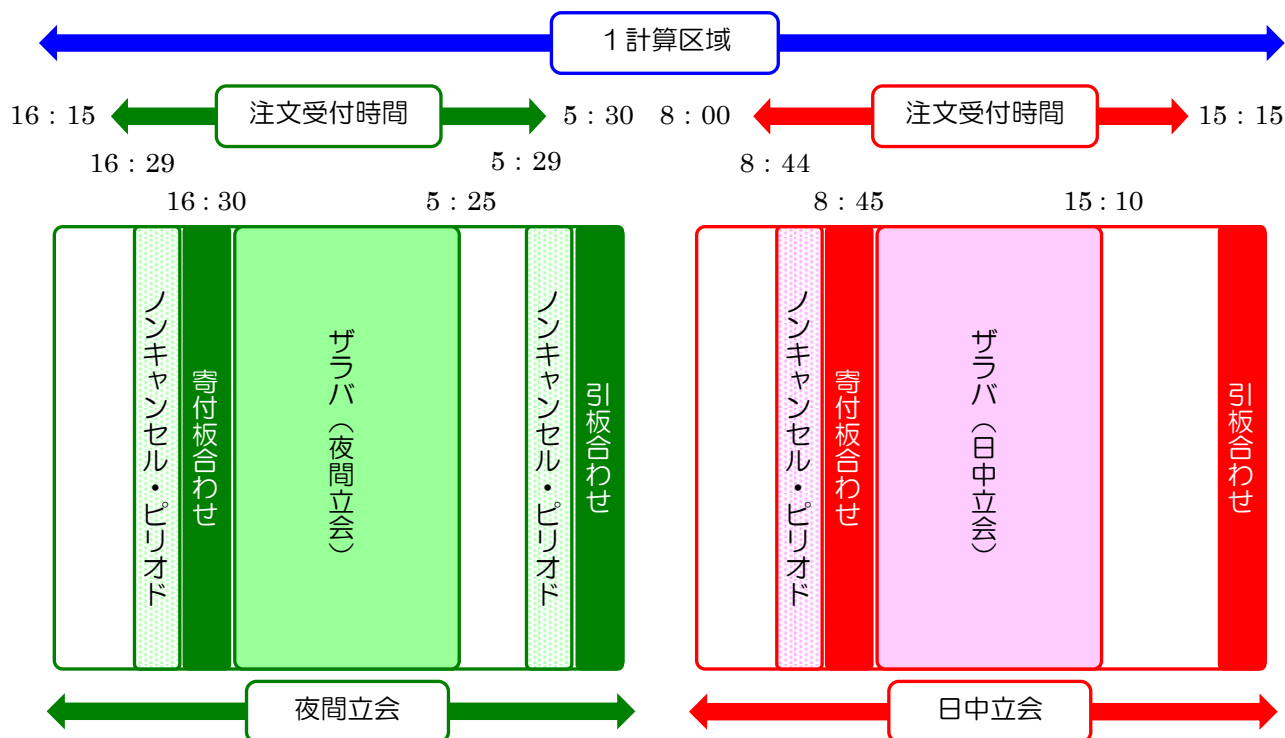 １計算区域
16：15
注文受付時間
5：30
8：00
注文受付時間
15：15
16：29
5：29
8：44
16：30
5：25
8：45
15：10
ノンキャンセル・ピリオド
寄付板合わせ
ザラバ（夜間立会）
ノンキャンセル・ピリオド
引板合わせ
ノンキャンセル・ピリオド
寄付板合わせ
ザラバ（日中立会）
引板合わせ
夜間立会
日中立会